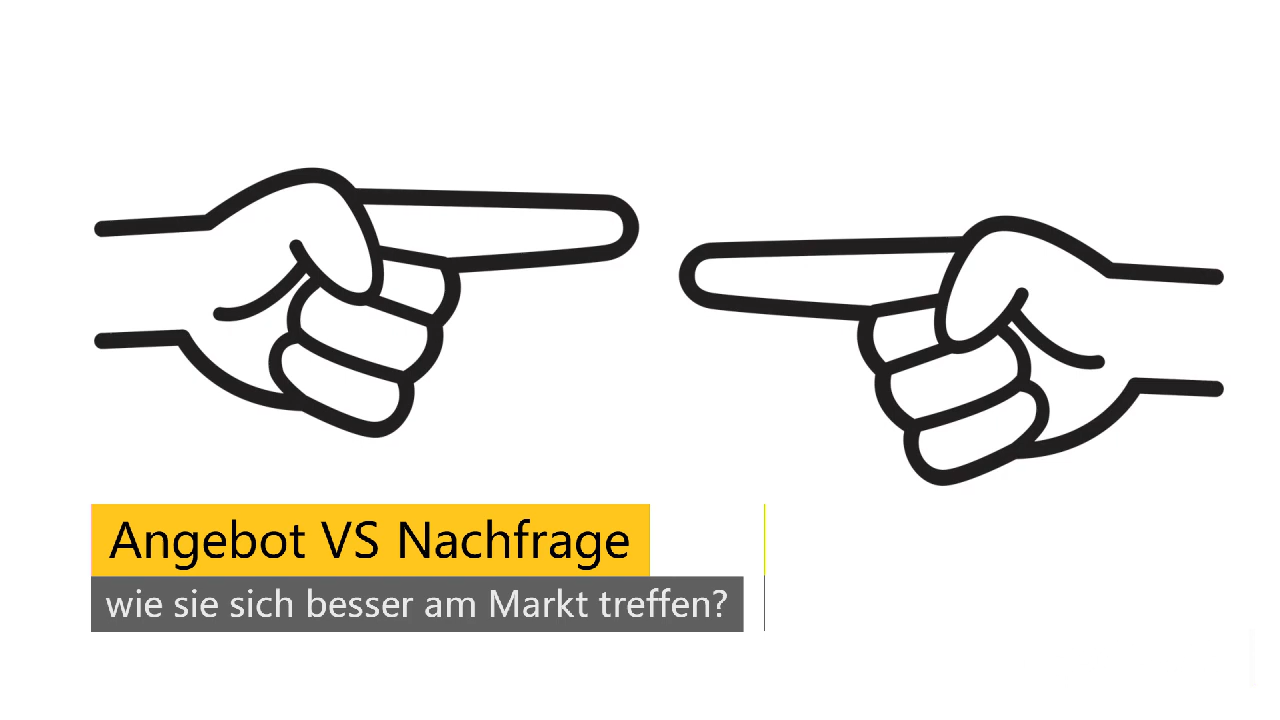 Angebot VS Nachfrage
wie sie sich besser am Markt treffen?